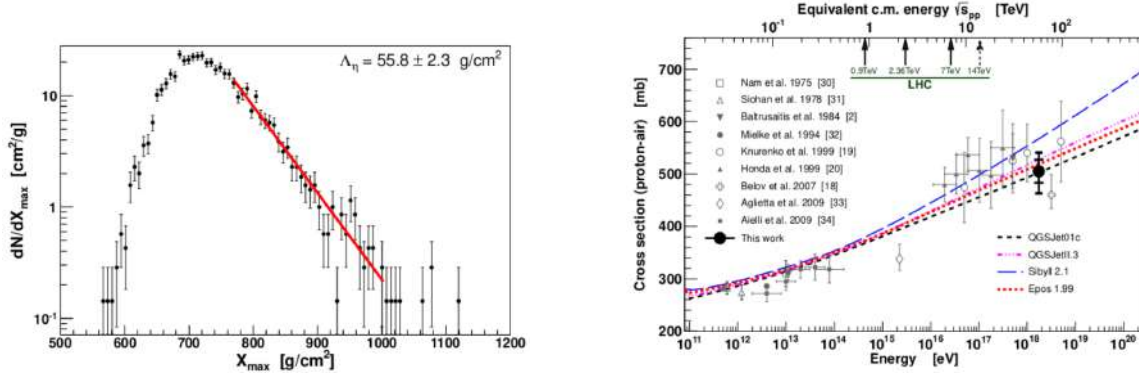 Λη = 55.8 ± 2.3 g/cm²
dN/dXmax [cm²/g]
10
1
10⁻¹
500 600 700 800 900 1000 1100 1200
Xmax [g/cm²]
Equivalent c.m. energy √spp [TeV]
10⁻¹ 1 10 10²
0.9TeV 2.36TeV 7TeV 14TeV
LHC
Cross section (proton-air) [mb]
600
500
400
300
200
Nam et al. 1975 [30]
Siohan et al. 1978 [31]
Baltrusaitis et al. 1984 [2]
Mielke et al. 1994 [32]
Knurenko et al. 1999 [19]
Honda et al. 1999 [20]
Belov et al. 2007 [18]
Aglietta et al. 2009 [33]
Aielli et al. 2009 [34]
This work
QGSJet01c
QGSJetII.3
Sibyll 2.1
Epos 1.99
10¹¹ 10¹² 10¹³ 10¹⁴ 10¹⁵ 10¹⁶ 10¹⁷ 10¹⁸ 10¹⁹ 10²⁰
Energy [eV]